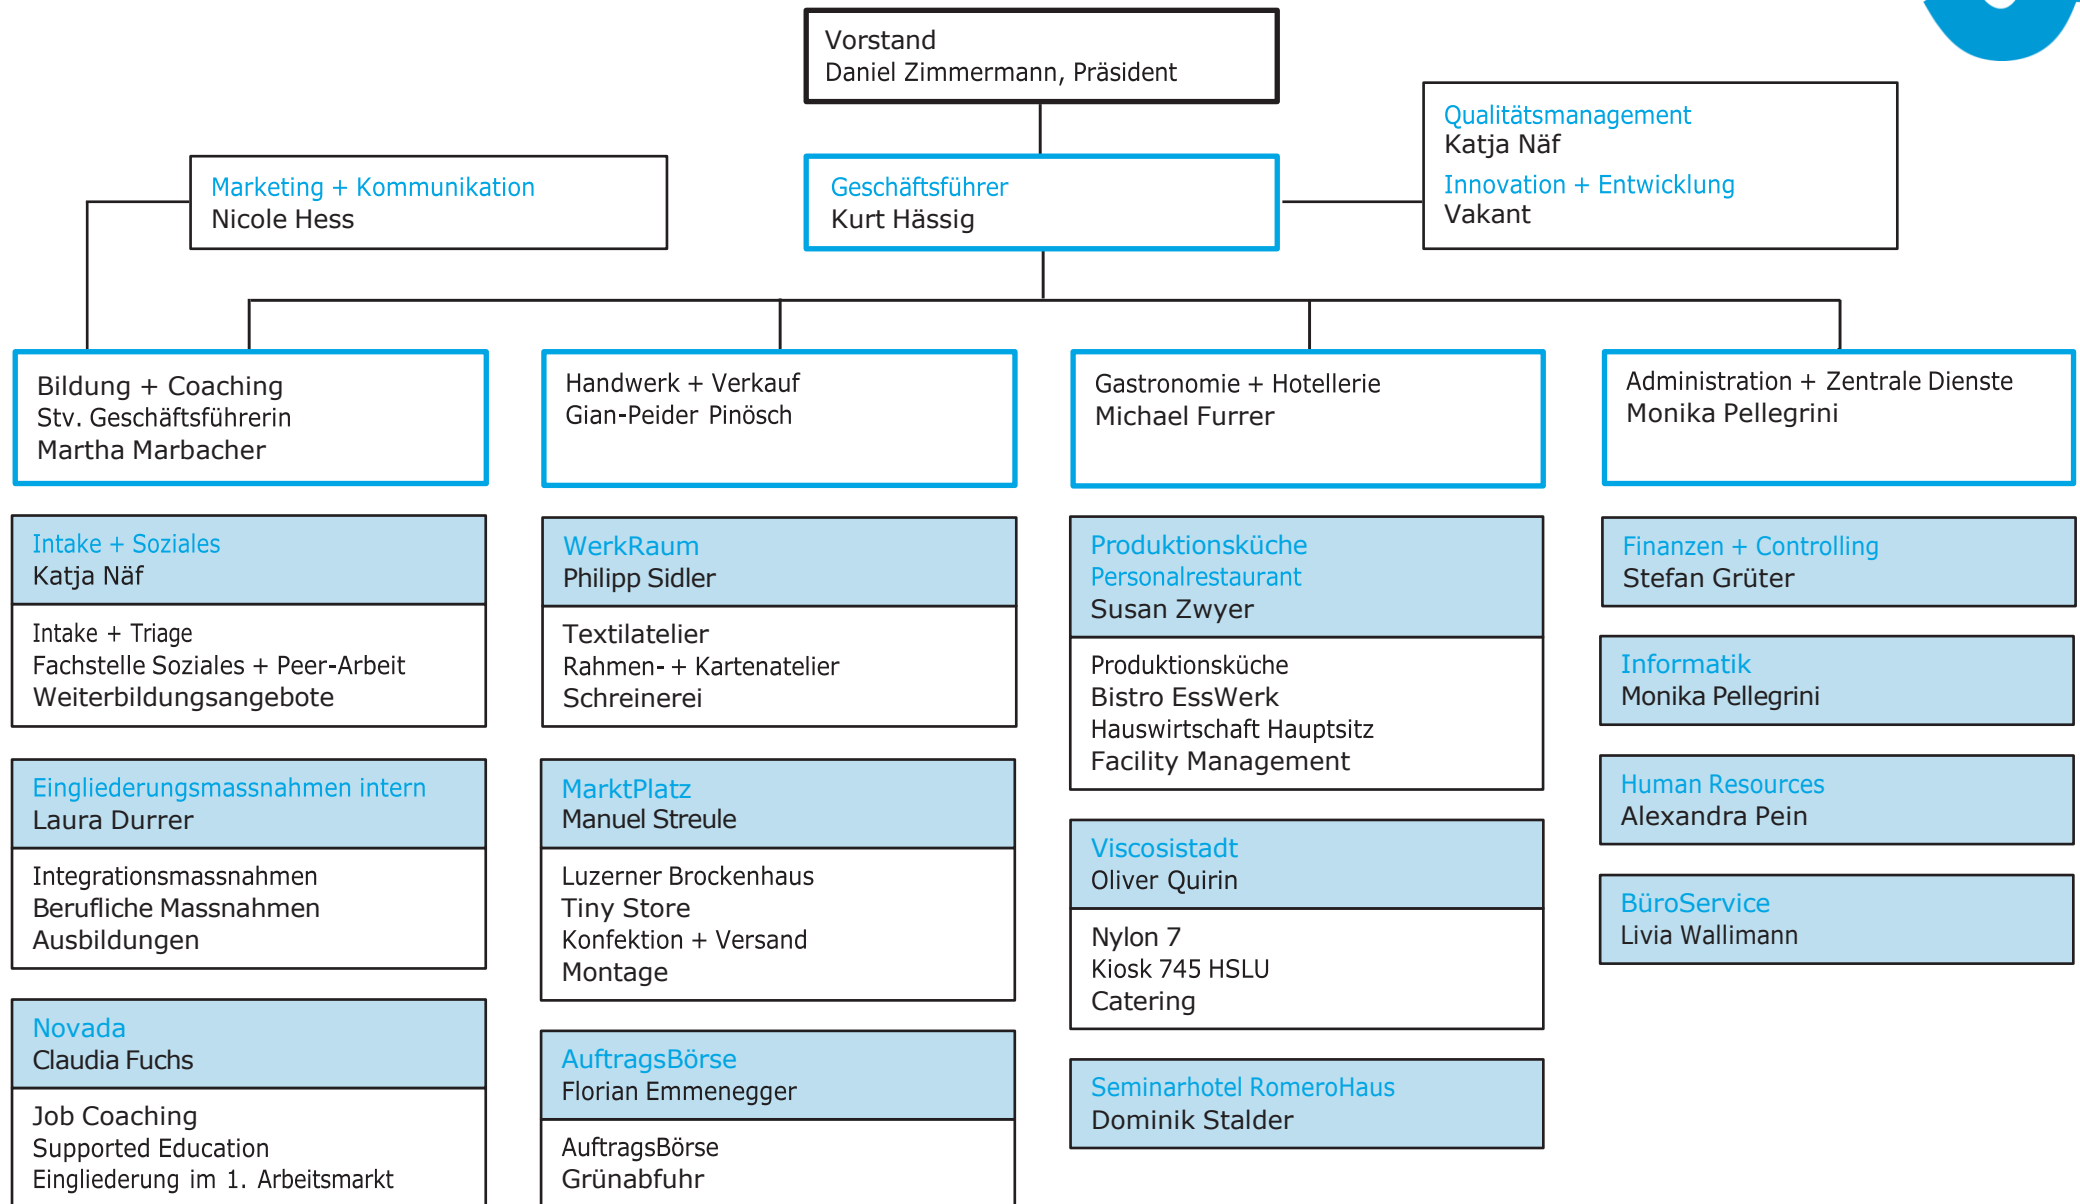 Vorstand
Daniel Zimmermann, Präsident
Qualitätsmanagement
Katja Näf
Innovation + Entwicklung
Vakant
Marketing + Kommunikation
Nicole Hess
Geschäftsführer
Kurt Hässig
Bildung + Coaching
Stv. Geschäftsführerin
Martha Marbacher
Handwerk + Verkauf
Gian-Peider Pinösch
Gastronomie + Hotellerie
Michael Furrer
Administration + Zentrale Dienste
Monika Pellegrini
Intake + Soziales
Katja Näf
Intake + Triage
Fachstelle Soziales + Peer-Arbeit
Weiterbildungsangebote
Eingliederungsmassnahmen intern
Laura Durrer
Integrationsmassnahmen
Berufliche Massnahmen
Ausbildungen
Novada
Claudia Fuchs
Job Coaching
Supported Education
Eingliederung im 1. Arbeitsmarkt
WerkRaum
Philipp Sidler
Textilatelier
Rahmen- + Kartenatelier
Schreinerei
MarktPlatz
Manuel Streule
Luzerner Brockenhaus
Tiny Store
Konfektion + Versand
Montage
AuftragsBörse
Florian Emmenegger
AuftragsBörse
Grünabfuhr
Produktionsküche
Personalrestaurant
Susan Zwyer
Produktionsküche
Bistro EssWerk
Hauswirtschaft Hauptsitz
Facility Management
Viscosistadt
Oliver Quirin
Nylon 7
Kiosk 745 HSLU
Catering
Seminarhotel RomeroHaus
Dominik Stalder
Finanzen + Controlling
Stefan Grüter
Informatik
Monika Pellegrini
Human Resources
Alexandra Pein
BüroService
Livia Wallimann